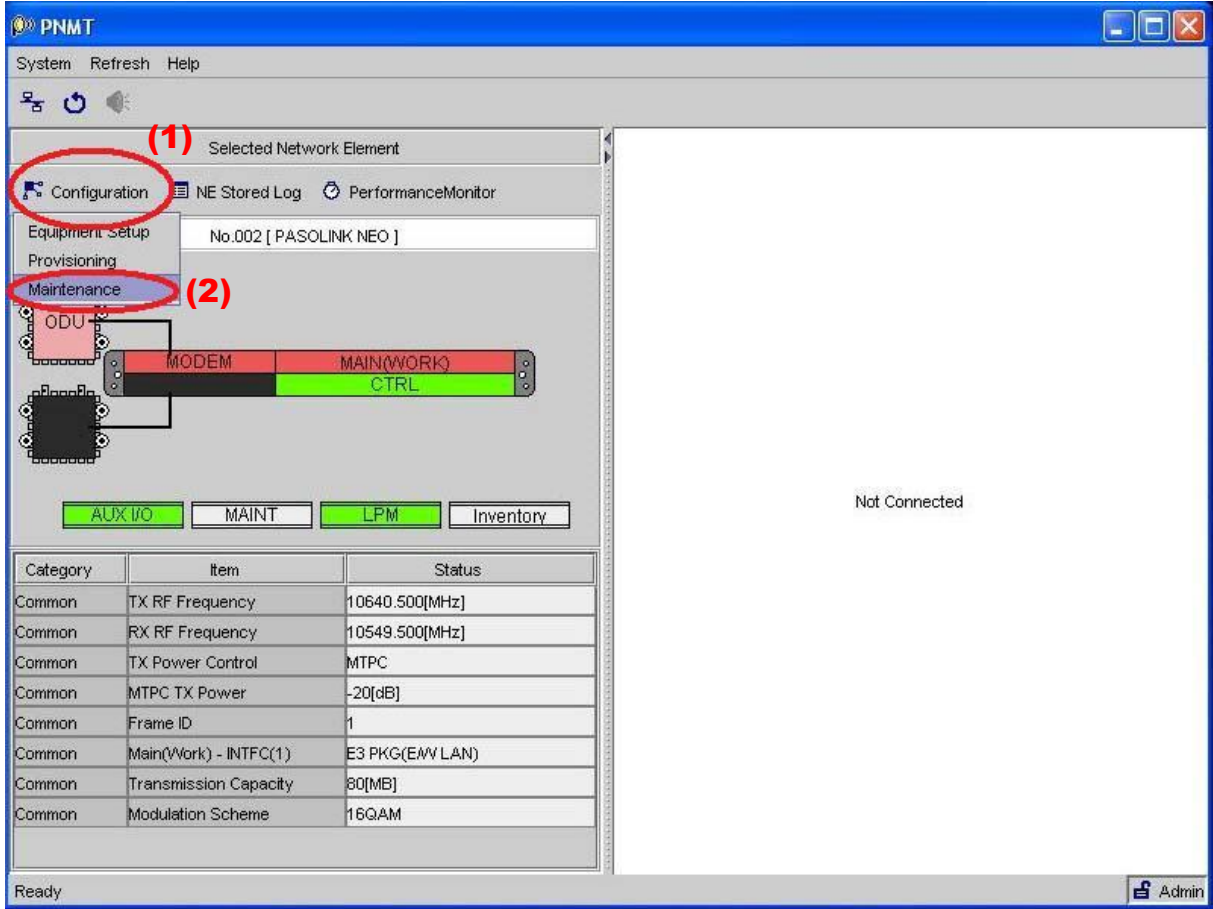 PNMT
System Refresh Help
(1)
Selected Network Element
Configuration NE Stored Log PerformanceMonitor
Equipment Setup
No.002 [ PASOLINK NEO ]
Provisioning
Maintenance
(2)
ODU
MODEM MAIN(WORK)
CTRL
Not Connected
AUX I/O MAINT LPM Inventory
Category Item Status
Common TX RF Frequency 10640.500[MHz]
Common RX RF Frequency 10549.500[MHz]
Common TX Power Control MTPC
Common MTPC TX Power -20[dB]
Common Frame ID 1
Common Main(Work) - INTFC(1) E3 PKG(E/W LAN)
Common Transmission Capacity 80[MB]
Common Modulation Scheme 16QAM
Ready Admin